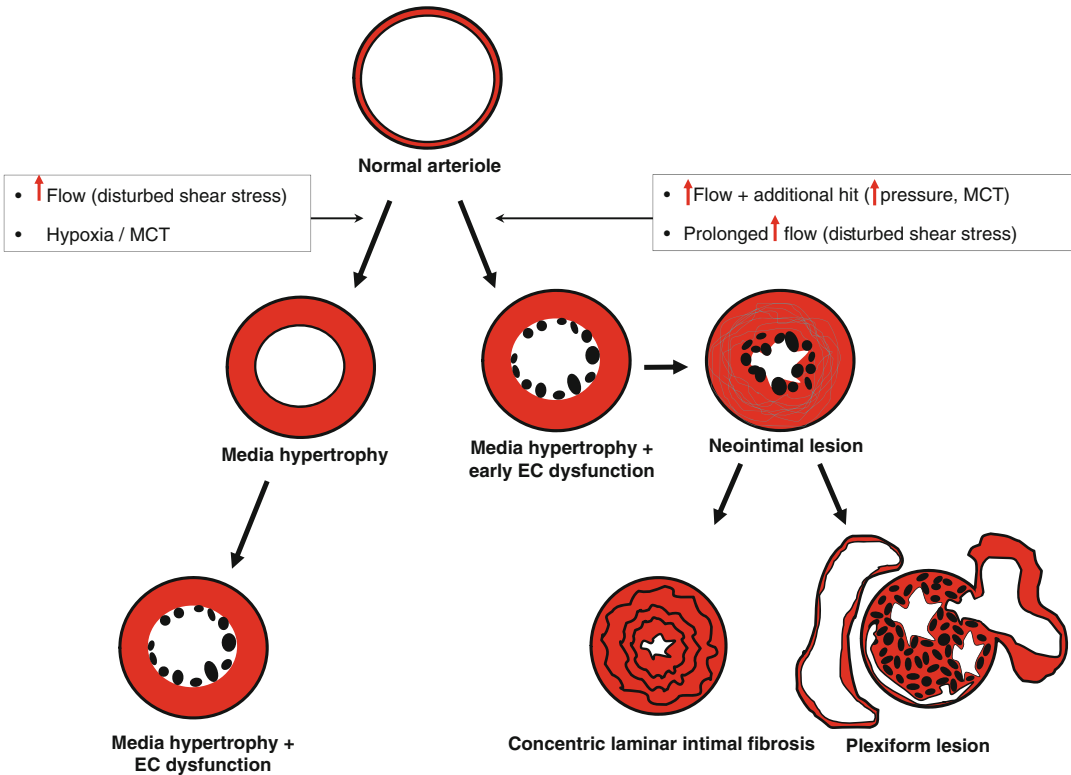 Normal arteriole
• ↑ Flow (disturbed shear stress)
• Hypoxia / MCT
• ↑Flow + additional hit (↑pressure, MCT)
• Prolonged ↑ flow (disturbed shear stress)
Media hypertrophy
Media hypertrophy +
early EC dysfunction
Neointimal lesion
Media hypertrophy +
EC dysfunction
Concentric laminar intimal fibrosis
Plexiform lesion